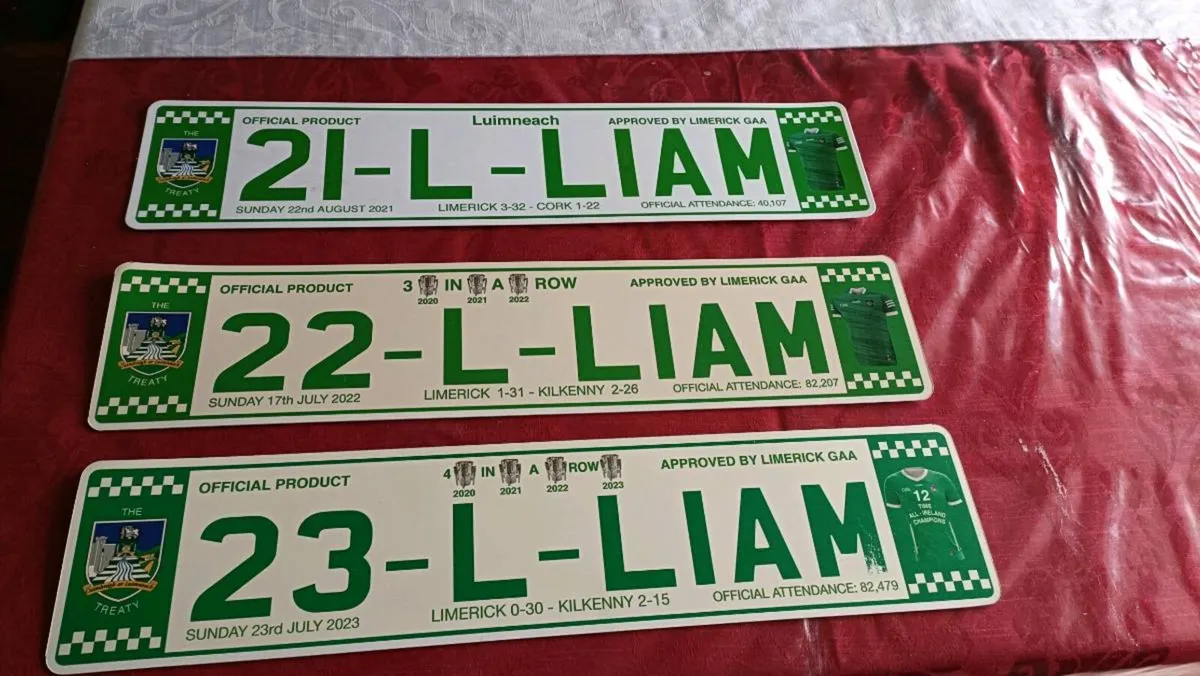 OFFICIAL PRODUCT Luimneach APPROVED BY LIMERICK GAA
THE
TREATY
21-L-LIAM
SUNDAY 22nd AUGUST 2021 LIMERICK 3-32 - CORK 1-22 OFFICIAL ATTENDANCE: 40,107
OFFICIAL PRODUCT 3 IN A ROW APPROVED BY LIMERICK GAA
2020 2021 2022
THE
TREATY
22-L-LIAM
SUNDAY 17th JULY 2022 LIMERICK 1-31 - KILKENNY 2-26 OFFICIAL ATTENDANCE: 82,207
OFFICIAL PRODUCT 4 IN A ROW APPROVED BY LIMERICK GAA
2020 2021 2022 2023
THE
TREATY
23-L-LIAM
12
TIME
ALL-IRELAND
CHAMPIONS
SUNDAY 23rd JULY 2023 LIMERICK 0-30 - KILKENNY 2-15 OFFICIAL ATTENDANCE: 82,479